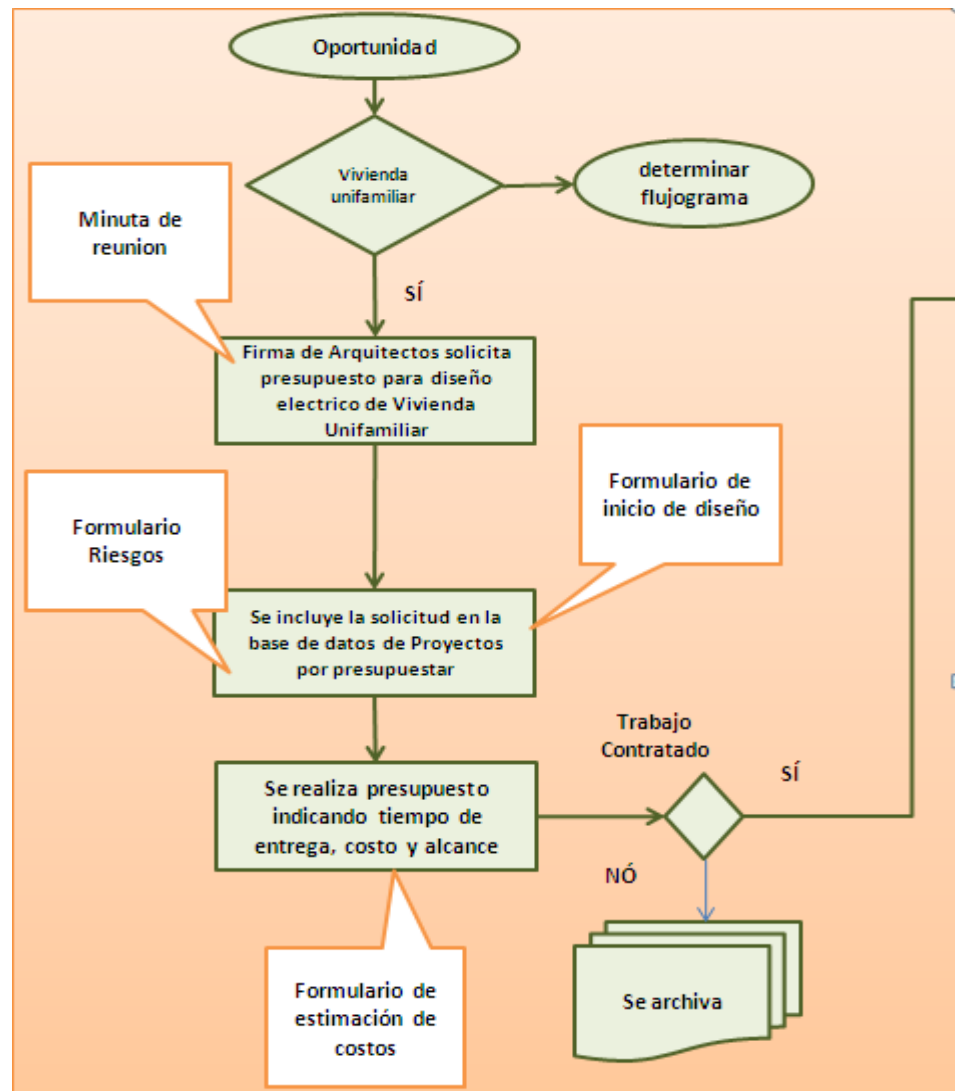 Oportunidad
Vivienda
unifamiliar
determinar
flujograma
Minuta de
reunion
SÍ
Firma de Arquitectos solicita
presupuesto para diseño
electrico de Vivienda
Unifamiliar
Formulario de
inicio de diseño
Formulario
Riesgos
Se incluye la solicitud en la
base de datos de Proyectos
por presupuestar
Trabajo
Contratado
SÍ
Se realiza presupuesto
indicando tiempo de
entrega, costo y alcance
NÓ
Se archiva
Formulario de
estimación de
costos